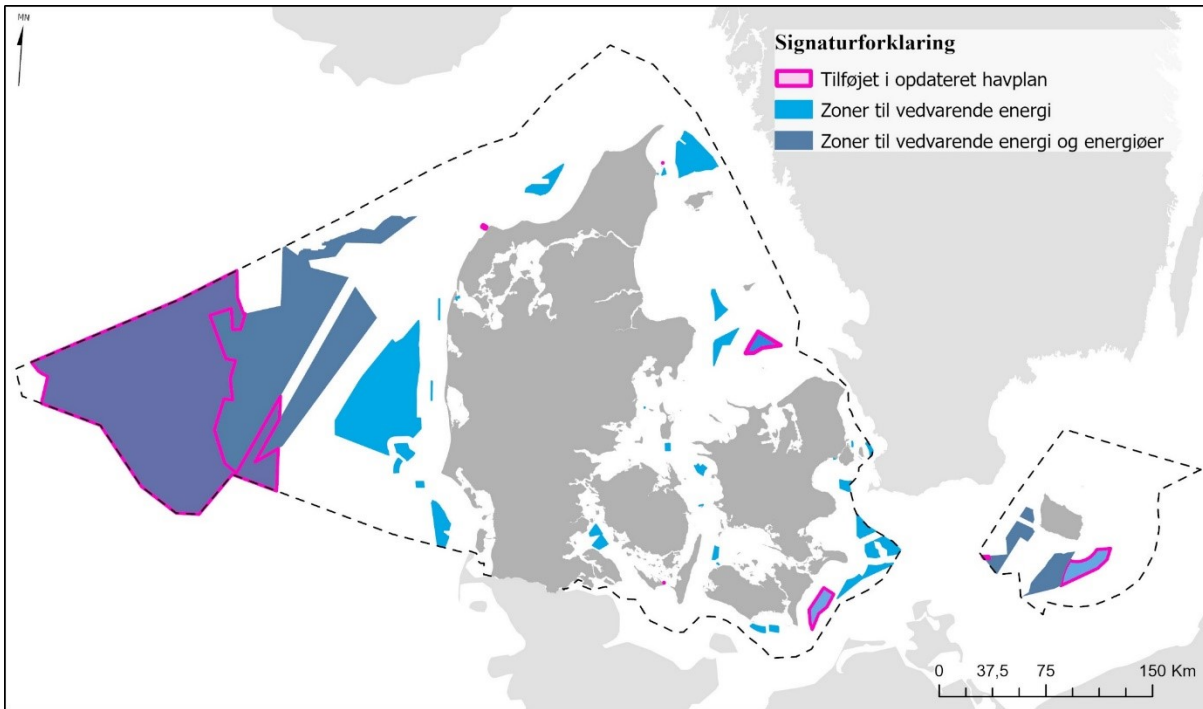 MN
Signaturforklaring
Tilføjet i opdateret havplan
Zoner til vedvarende energi
Zoner til vedvarende energi og energiøer
0 37,5 75 150 Km